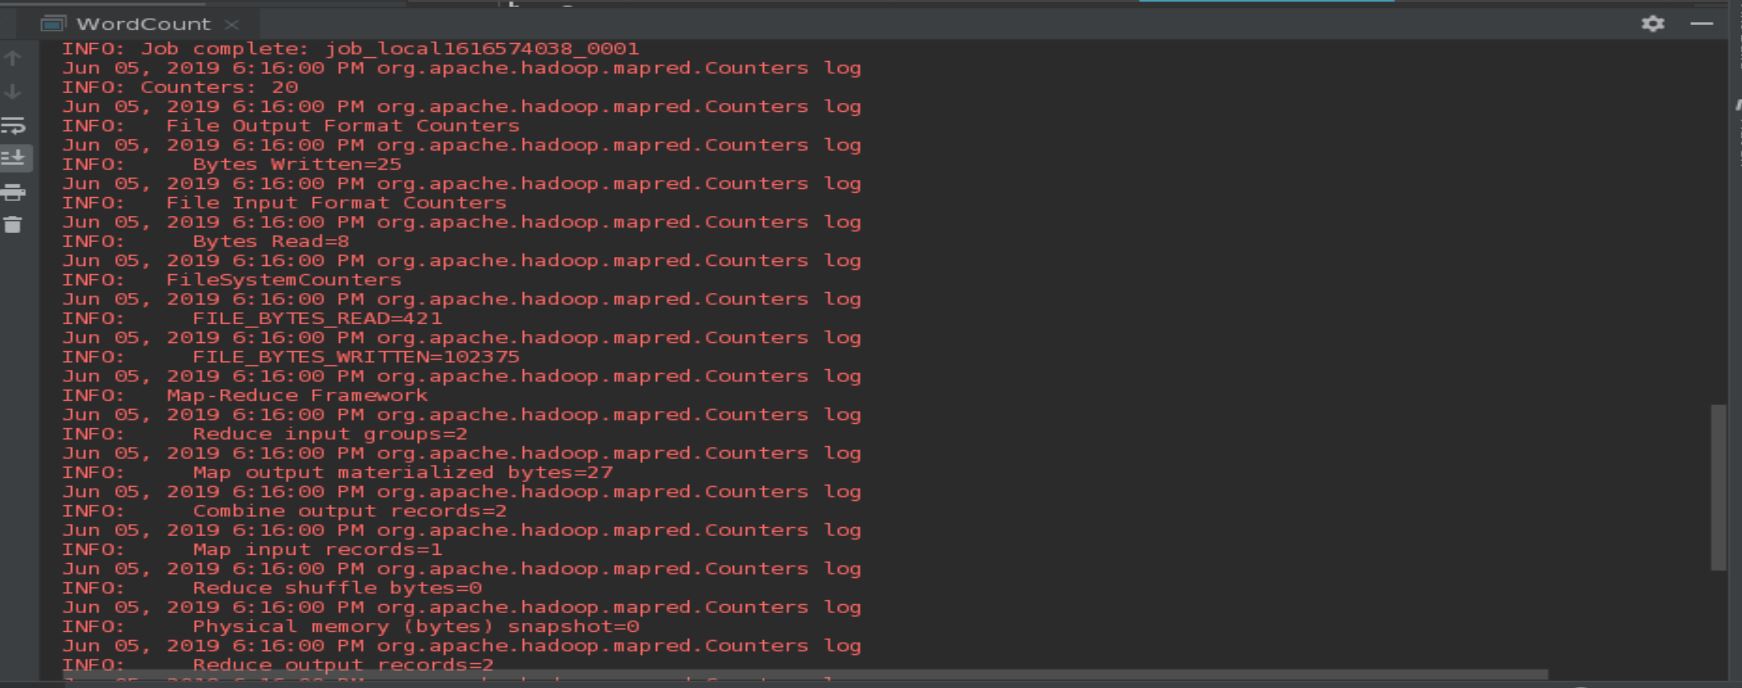 WordCount
INFO: Job complete: job_local1616574038_0001
Jun 05, 2019 6:16:00 PM org.apache.hadoop.mapred.Counters log
INFO: Counters: 20
Jun 05, 2019 6:16:00 PM org.apache.hadoop.mapred.Counters log
INFO:   File Output Format Counters
Jun 05, 2019 6:16:00 PM org.apache.hadoop.mapred.Counters log
INFO:     Bytes Written=25
Jun 05, 2019 6:16:00 PM org.apache.hadoop.mapred.Counters log
INFO:   File Input Format Counters
Jun 05, 2019 6:16:00 PM org.apache.hadoop.mapred.Counters log
INFO:     Bytes Read=8
Jun 05, 2019 6:16:00 PM org.apache.hadoop.mapred.Counters log
INFO:   FileSystemCounters
Jun 05, 2019 6:16:00 PM org.apache.hadoop.mapred.Counters log
INFO:     FILE_BYTES_READ=421
Jun 05, 2019 6:16:00 PM org.apache.hadoop.mapred.Counters log
INFO:     FILE_BYTES_WRITTEN=102375
Jun 05, 2019 6:16:00 PM org.apache.hadoop.mapred.Counters log
INFO:   Map-Reduce Framework
Jun 05, 2019 6:16:00 PM org.apache.hadoop.mapred.Counters log
INFO:     Reduce input groups=2
Jun 05, 2019 6:16:00 PM org.apache.hadoop.mapred.Counters log
INFO:     Map output materialized bytes=27
Jun 05, 2019 6:16:00 PM org.apache.hadoop.mapred.Counters log
INFO:     Combine output records=2
Jun 05, 2019 6:16:00 PM org.apache.hadoop.mapred.Counters log
INFO:     Map input records=1
Jun 05, 2019 6:16:00 PM org.apache.hadoop.mapred.Counters log
INFO:     Reduce shuffle bytes=0
Jun 05, 2019 6:16:00 PM org.apache.hadoop.mapred.Counters log
INFO:     Physical memory (bytes) snapshot=0
Jun 05, 2019 6:16:00 PM org.apache.hadoop.mapred.Counters log
INFO:     Reduce output records=2